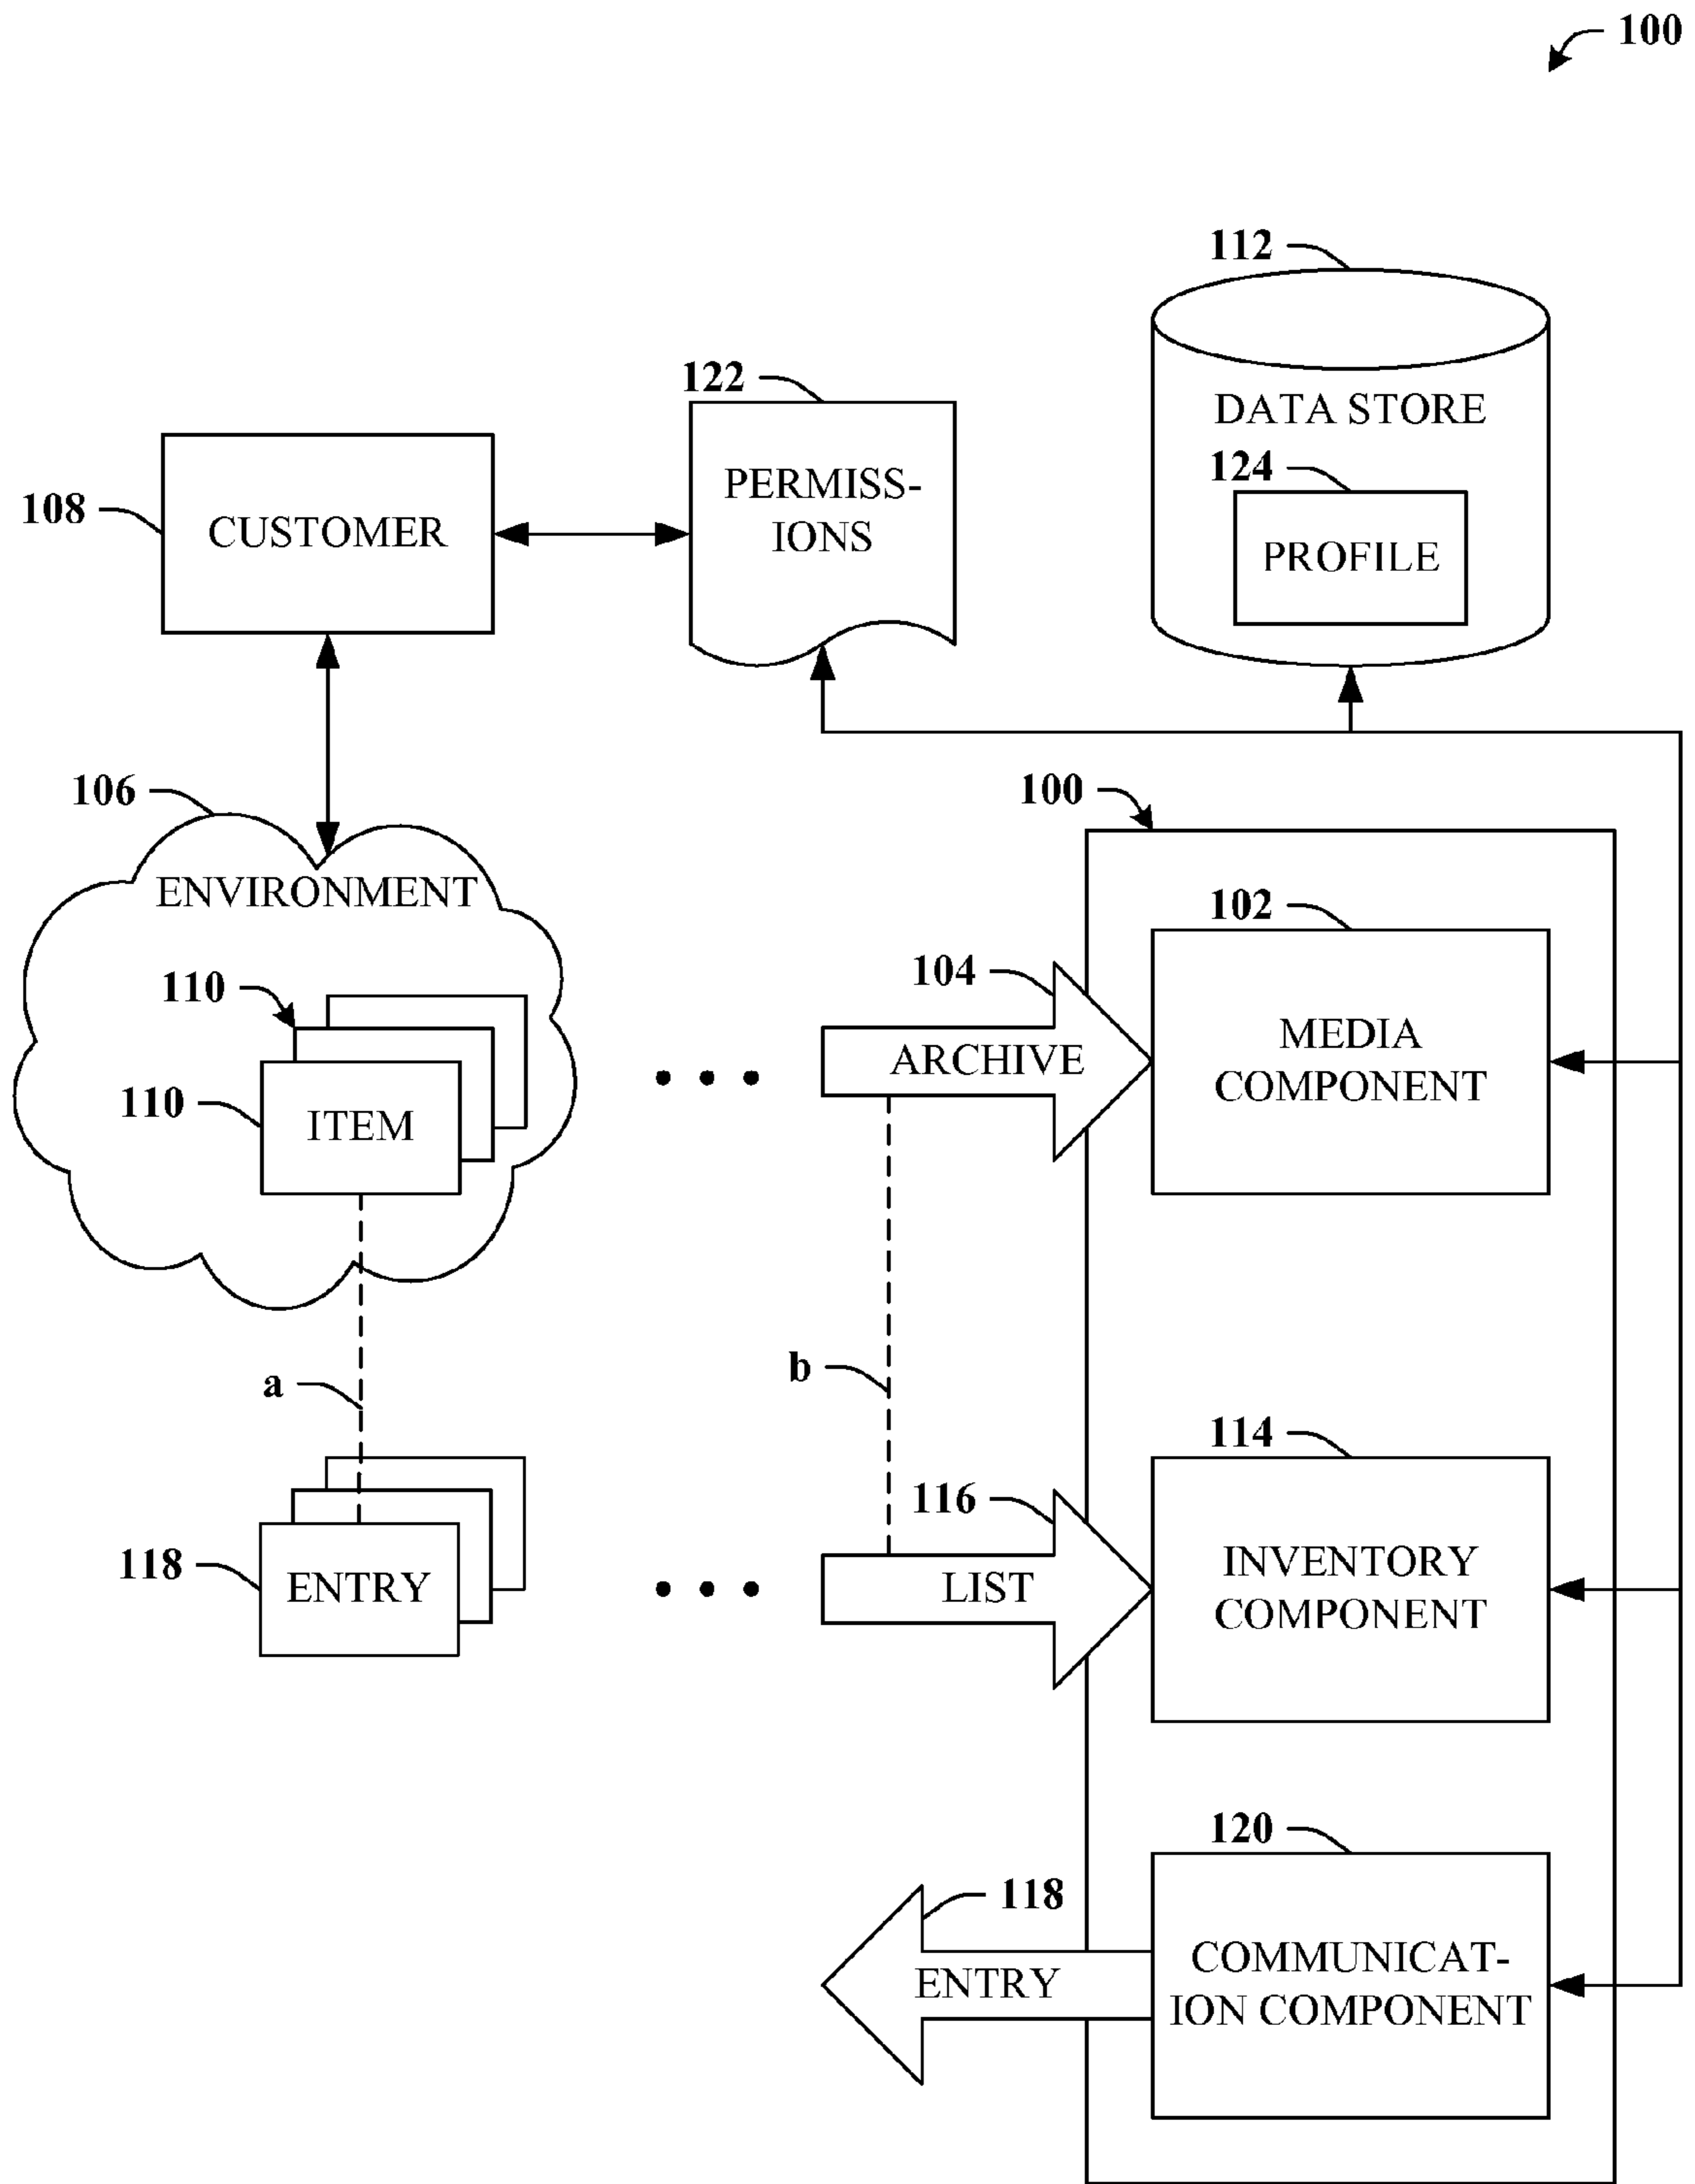 100
112
DATA STORE
124
PROFILE
122
PERMISS-
IONS
108
CUSTOMER
106
ENVIRONMENT
110
110
ITEM
100
102
104
ARCHIVE
MEDIA
COMPONENT
a
b
114
116
118
ENTRY
LIST
INVENTORY
COMPONENT
120
118
ENTRY
COMMUNICAT-
ION COMPONENT